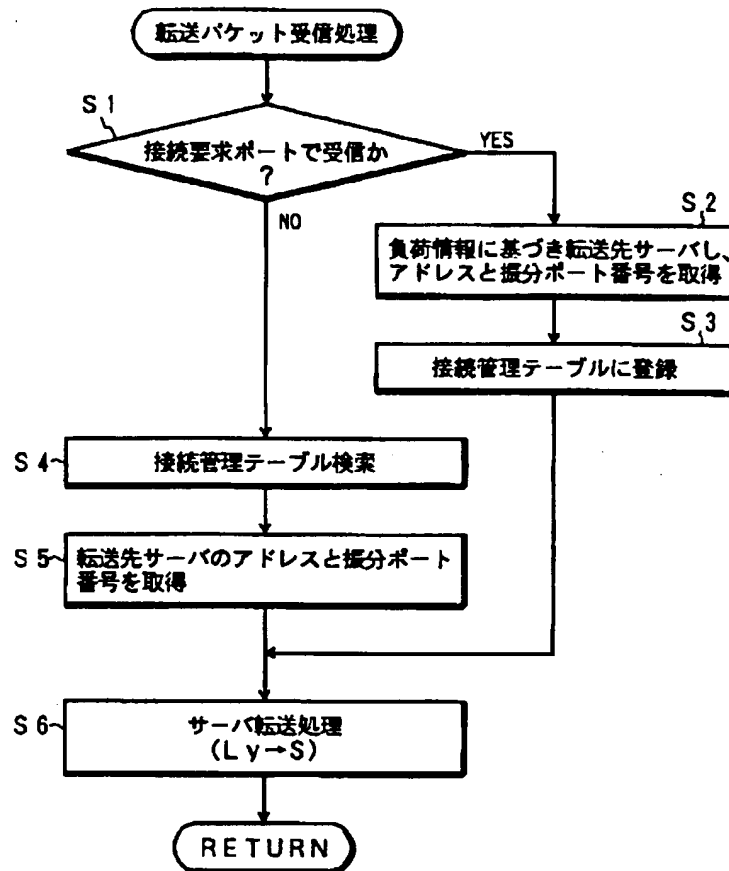 転送パケット受信処理
S1
接続要求ポートで受信か
?
YES
NO
S2
負荷情報に基づき転送先サーバし、
アドレスと振分ポート番号を取得
S3
接続管理テーブルに登録
S4
接続管理テーブル検索
S5
転送先サーバのアドレスと振分ポート
番号を取得
S6
サーバ転送処理
(Ly→S)
RETURN